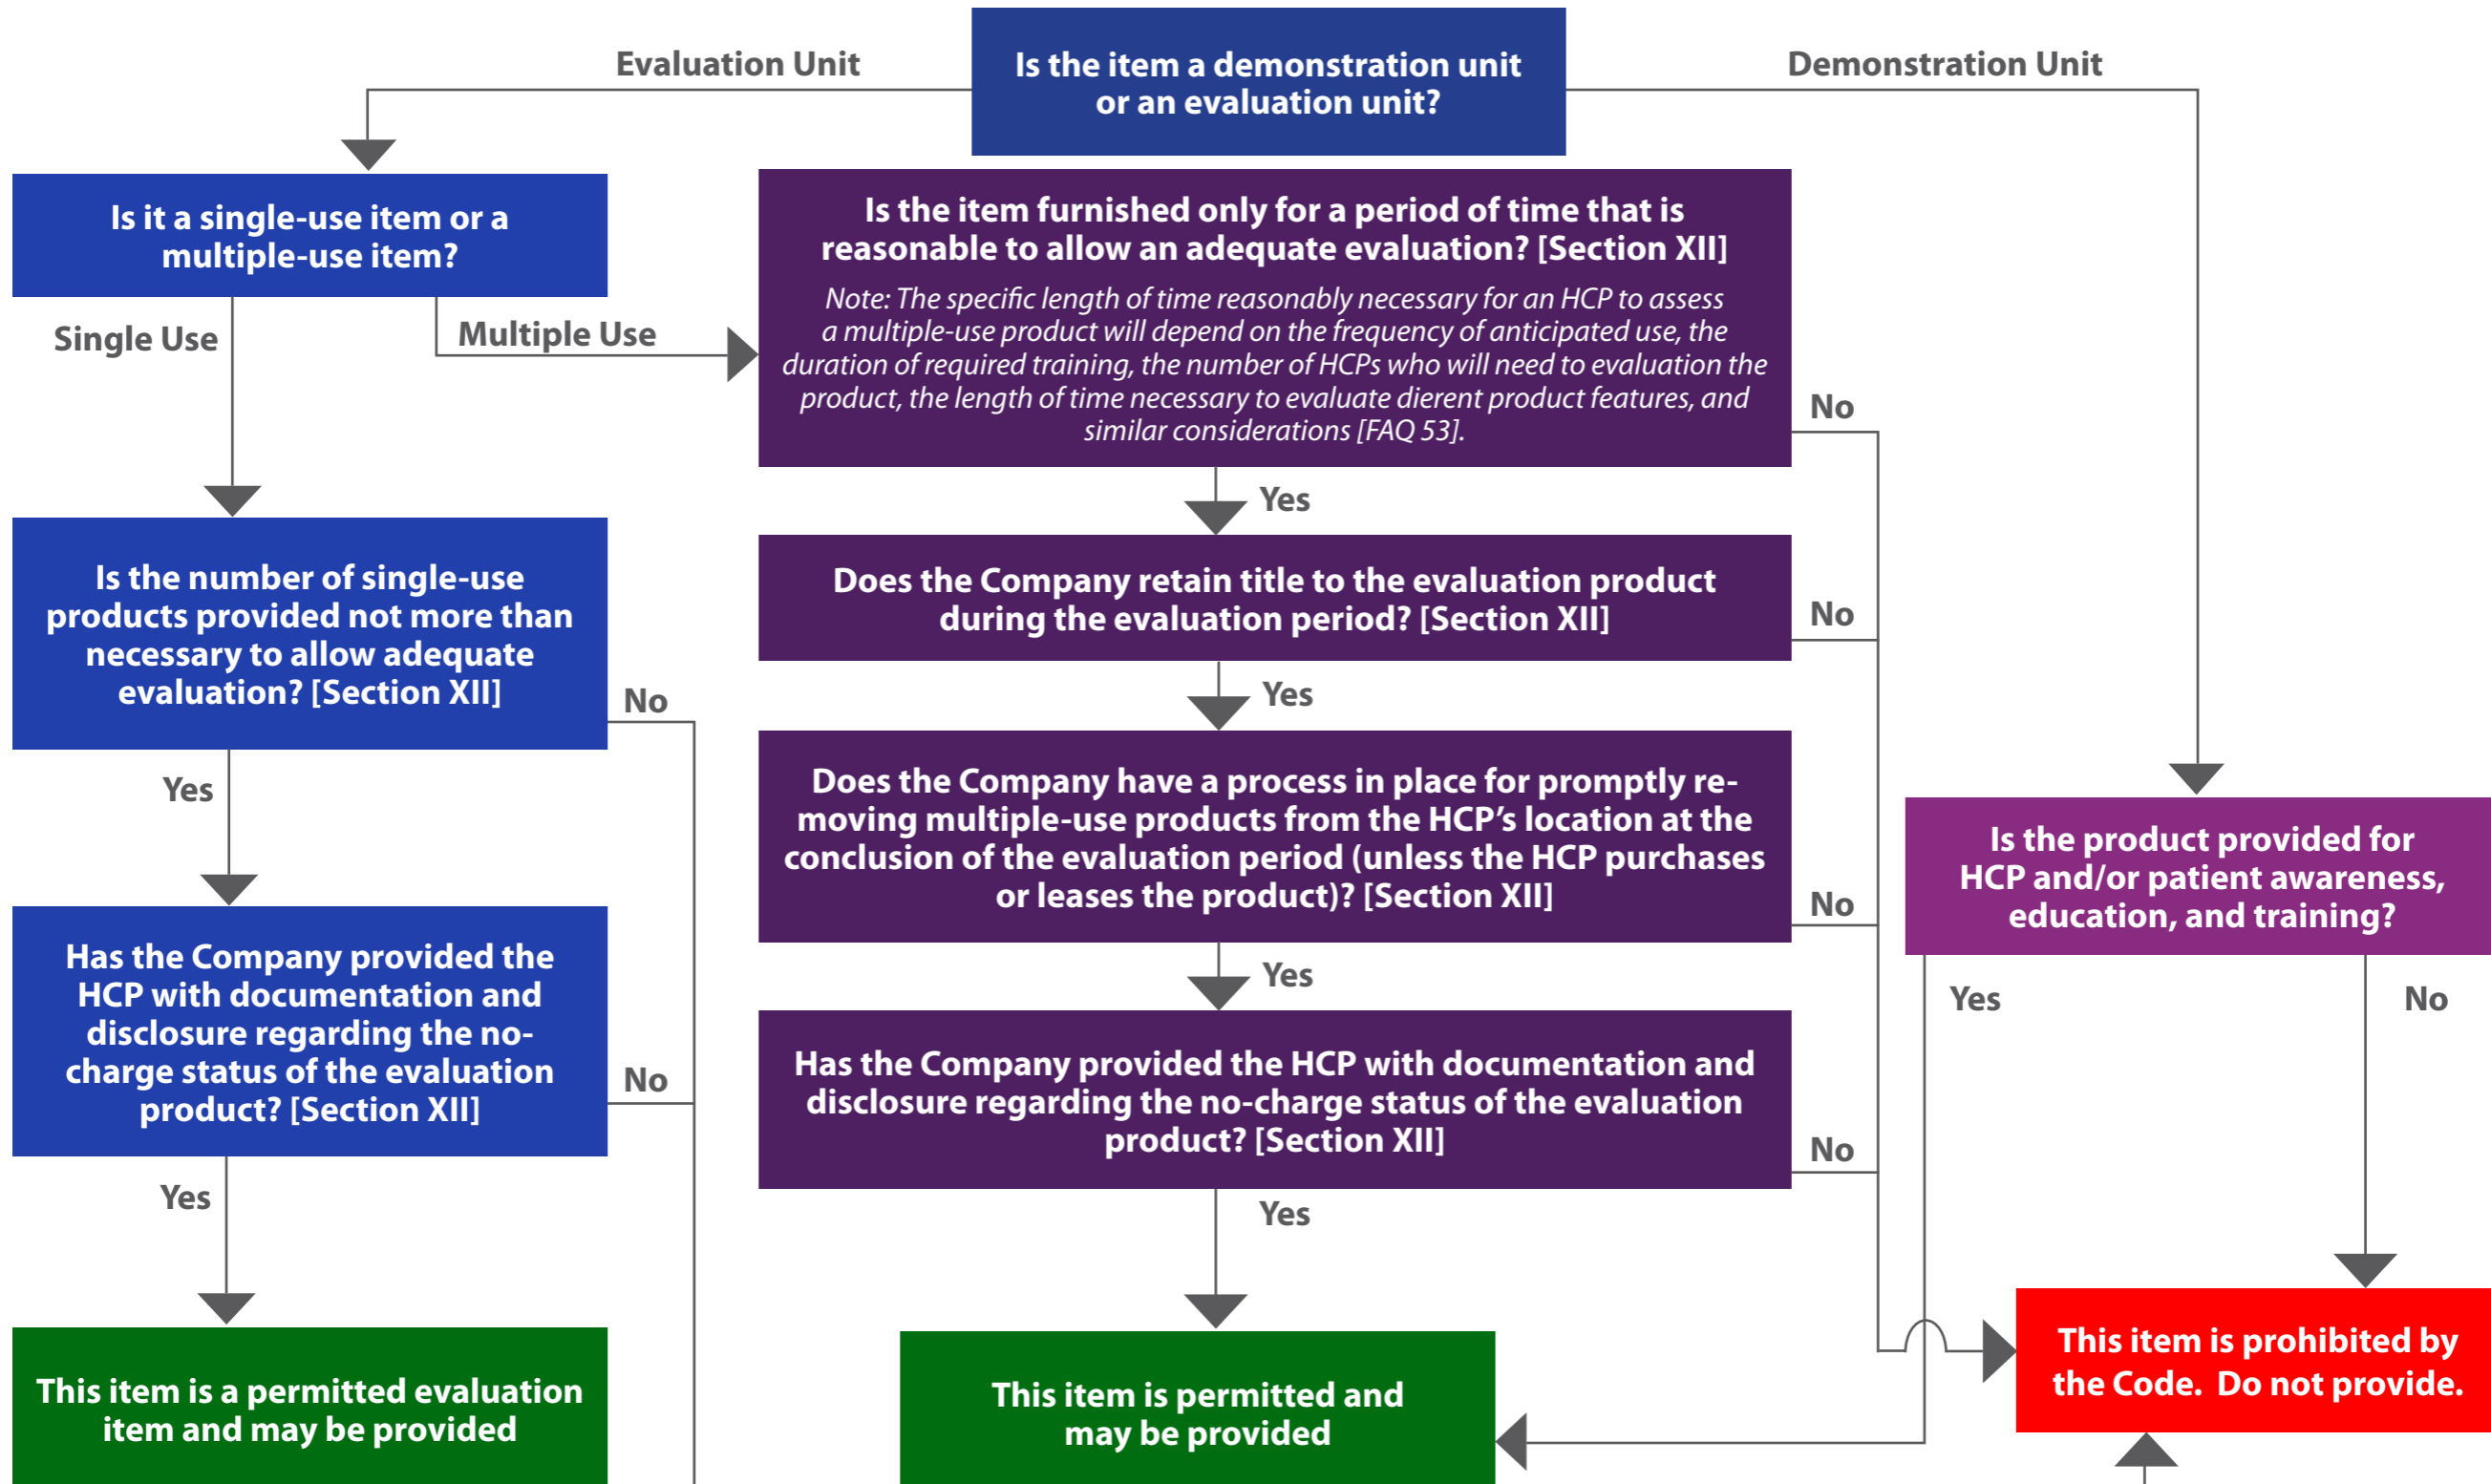 Is the item a demonstration unit
or an evaluation unit?
Evaluation Unit
Demonstration Unit
Is it a single-use item or a
multiple-use item?
Single Use
Multiple Use
Is the item furnished only for a period of time that is
reasonable to allow an adequate evaluation? [Section XII]
Note: The specific length of time reasonably necessary for an HCP to assess
a multiple-use product will depend on the frequency of anticipated use, the
duration of required training, the number of HCPs who will need to evaluation the
product, the length of time necessary to evaluate dierent product features, and
similar considerations [FAQ 53].
No
Yes
Is the number of single-use
products provided not more than
necessary to allow adequate
evaluation? [Section XII]
No
Yes
Does the Company retain title to the evaluation product
during the evaluation period? [Section XII]
No
Yes
Does the Company have a process in place for promptly re-
moving multiple-use products from the HCP’s location at the
conclusion of the evaluation period (unless the HCP purchases
or leases the product)? [Section XII]
No
Yes
Is the product provided for
HCP and/or patient awareness,
education, and training?
Yes
No
Has the Company provided the
HCP with documentation and
disclosure regarding the no-
charge status of the evaluation
product? [Section XII]
No
Yes
Has the Company provided the HCP with documentation and
disclosure regarding the no-charge status of the evaluation
product? [Section XII]
No
Yes
This item is a permitted evaluation
item and may be provided
This item is permitted and
may be provided
This item is prohibited by
the Code.  Do not provide.